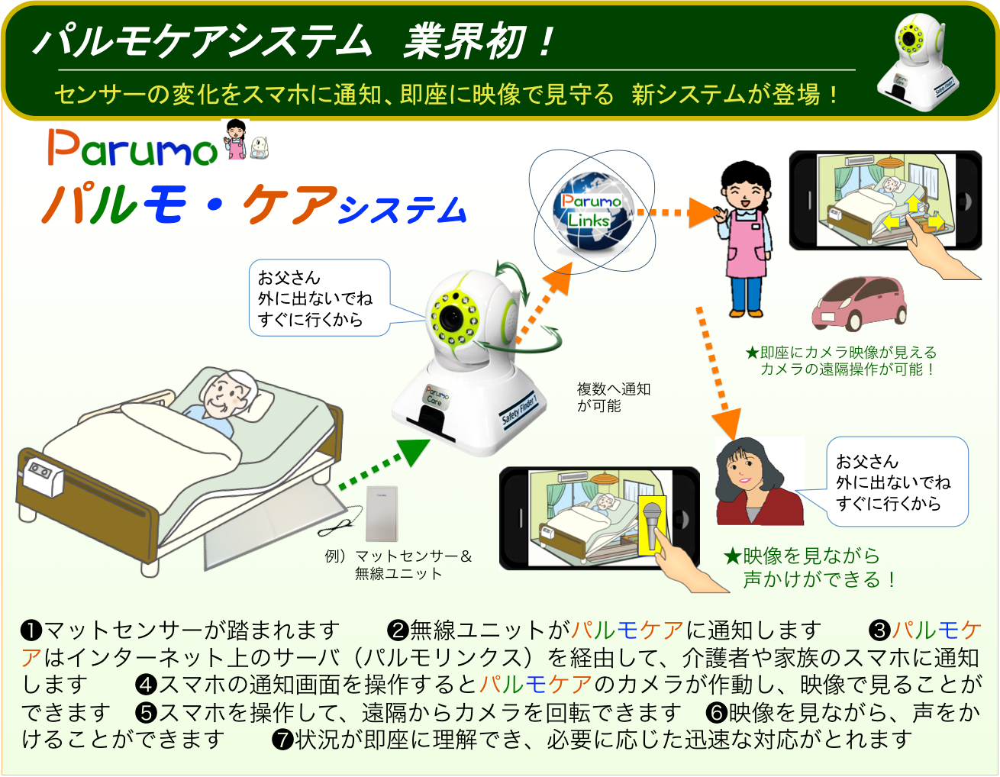 パルモケアシステム　業界初！
センサーの変化をスマホに通知、即座に映像で見守る　新システムが登場！
Parumo
パルモ・ケアシステム
Parumo
Links
お父さん
外に出ないでね
すぐに行くから
★即座にカメラ映像が見える
カメラの遠隔操作が可能！
複数へ通知
が可能
Parumo
Care
Safety Finder 1
お父さん
外に出ないでね
すぐに行くから
例）マットセンサー＆
無線ユニット
★映像を見ながら
声かけができる！
❶マットセンサーが踏まれます　❷無線ユニットがパルモケアに通知します　❸パルモケ
アはインターネット上のサーバ（パルモリンクス）を経由して、介護者や家族のスマホに通知
します　❹スマホの通知画面を操作するとパルモケアのカメラが作動し、映像で見ることが
できます　❺スマホを操作して、遠隔からカメラを回転できます　❻映像を見ながら、声をか
けることができます　❼状況が即座に理解でき、必要に応じた迅速な対応がとれます